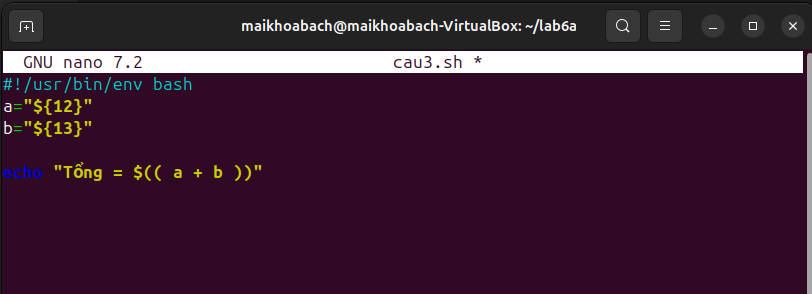 maikhoabach@maikhoabach-VirtualBox: ~/lab6a
GNU nano 7.2 cau3.sh *
#!/usr/bin/env bash
a="${12}"
b="${13}"
echo "Tổng = $(( a + b ))"